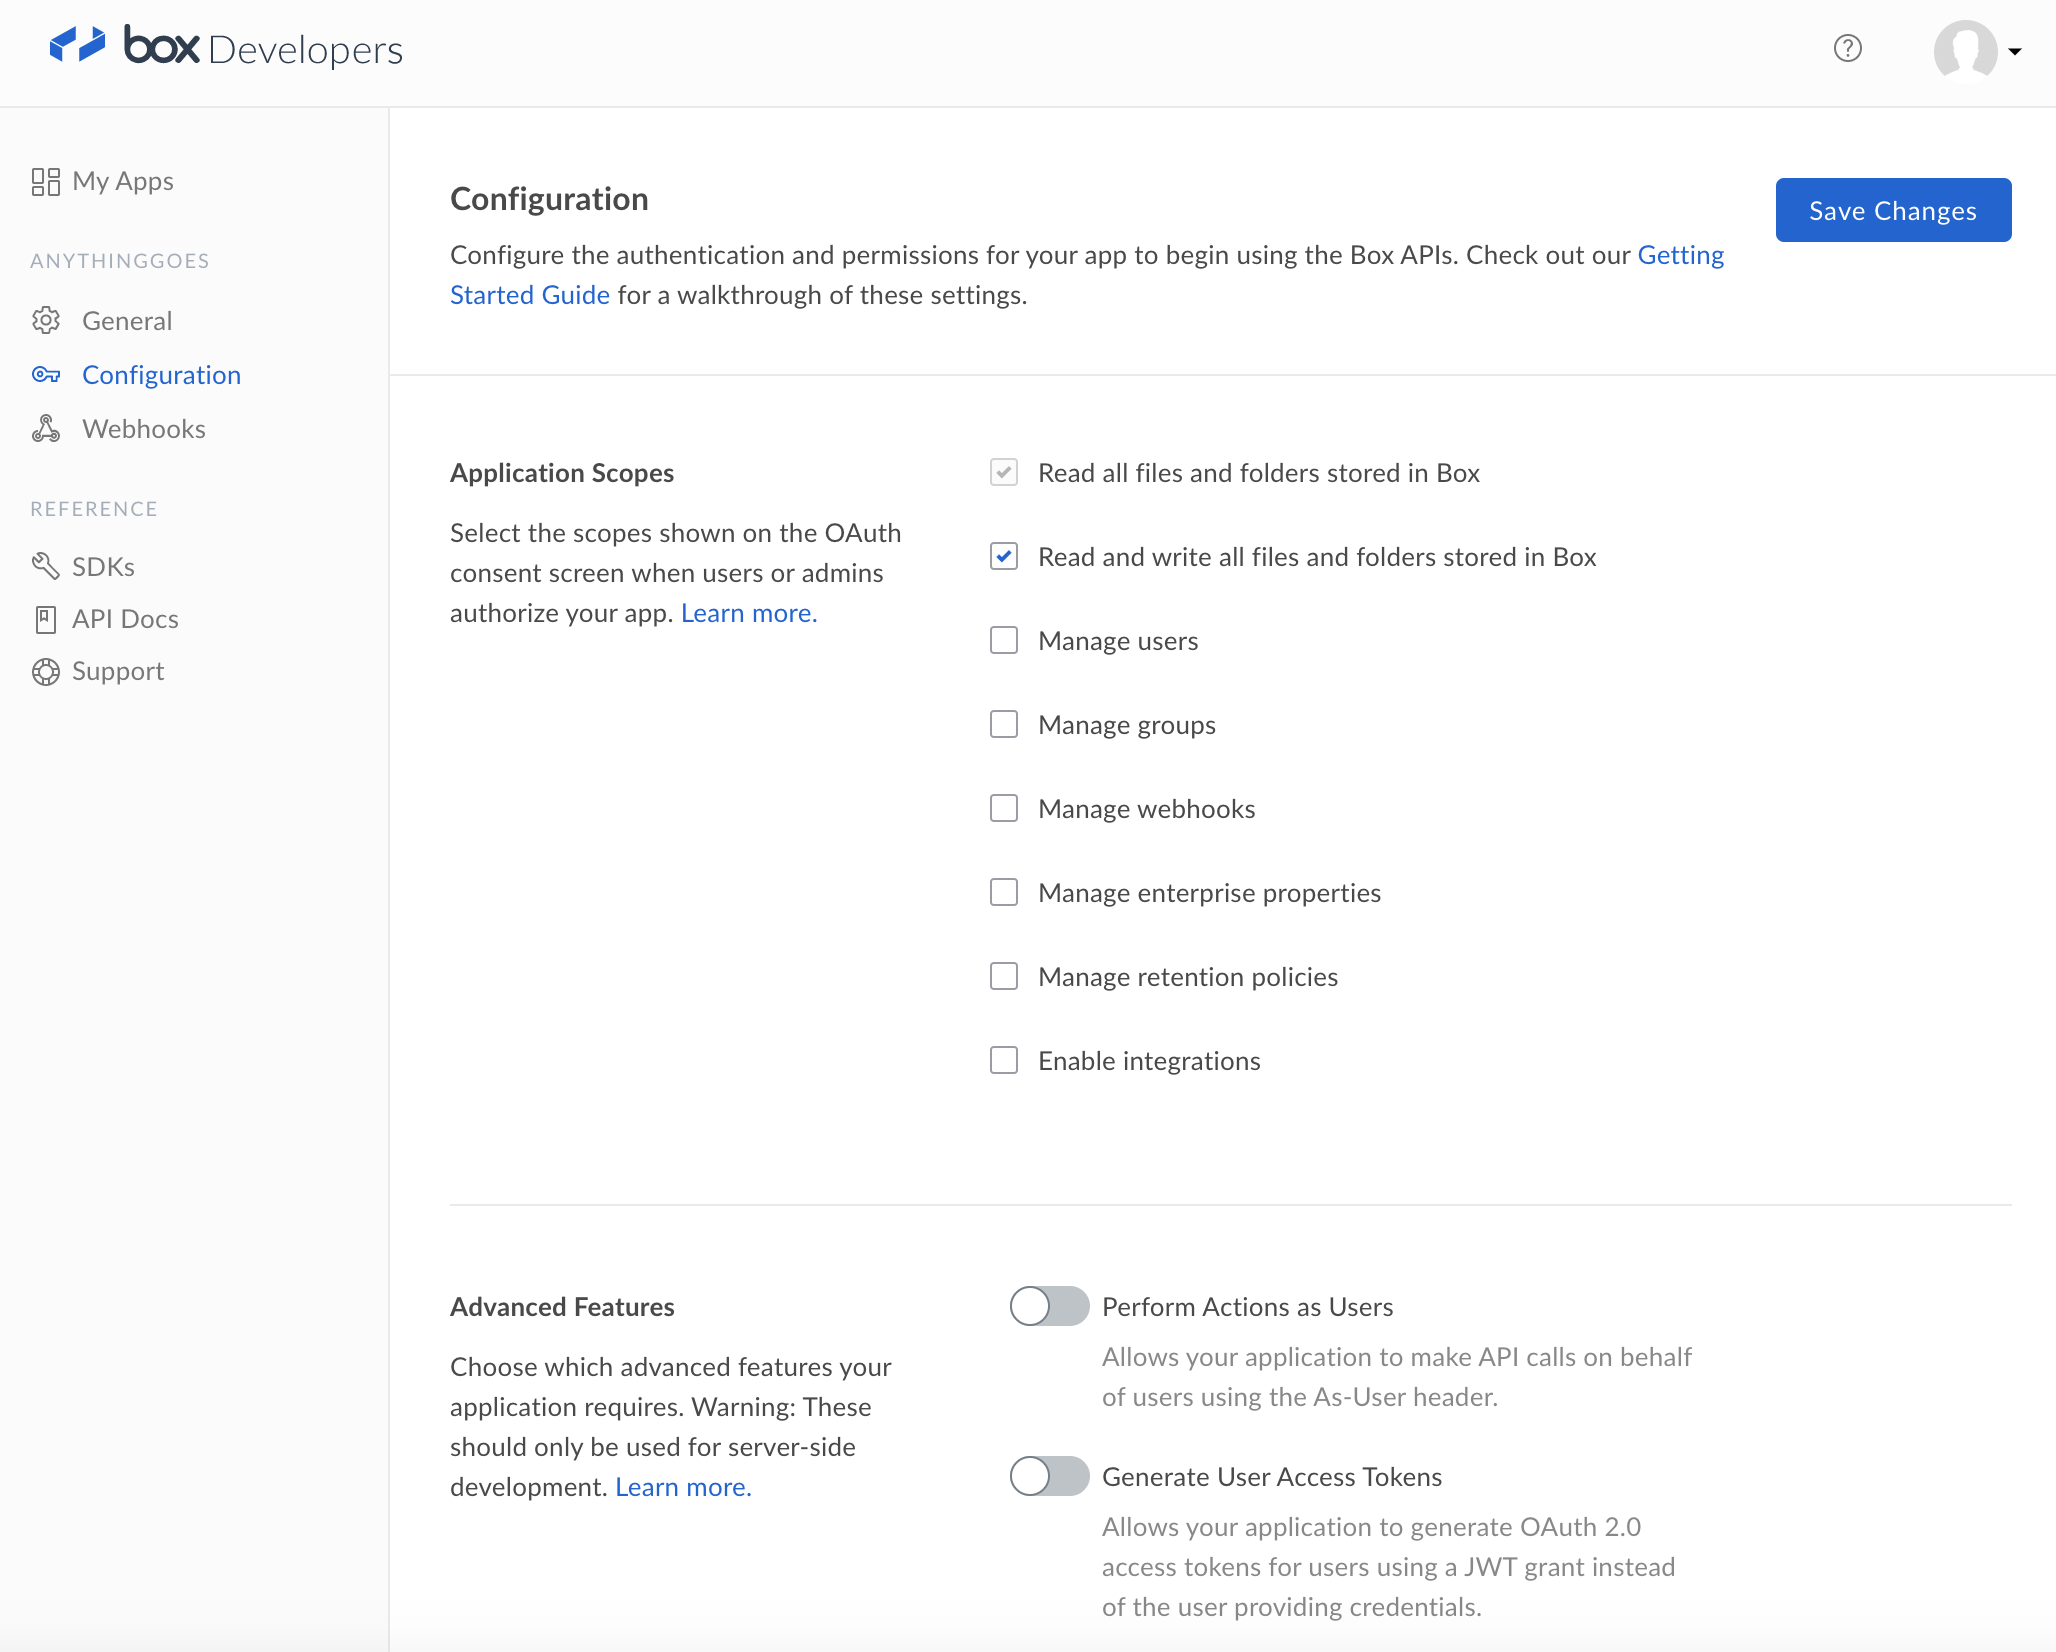 box Developers
My Apps
ANYTHINGGOES
General
Configuration
Webhooks
REFERENCE
SDKs
API Docs
Support
Configuration
Save Changes
Configure the authentication and permissions for your app to begin using the Box APIs. Check out our Getting
Started Guide for a walkthrough of these settings.
Application Scopes
Select the scopes shown on the OAuth
consent screen when users or admins
authorize your app. Learn more.
Read all files and folders stored in Box
Read and write all files and folders stored in Box
Manage users
Manage groups
Manage webhooks
Manage enterprise properties
Manage retention policies
Enable integrations
Advanced Features
Choose which advanced features your
application requires. Warning: These
should only be used for server-side
development. Learn more.
Perform Actions as Users
Allows your application to make API calls on behalf
of users using the As-User header.
Generate User Access Tokens
Allows your application to generate OAuth 2.0
access tokens for users using a JWT grant instead
of the user providing credentials.